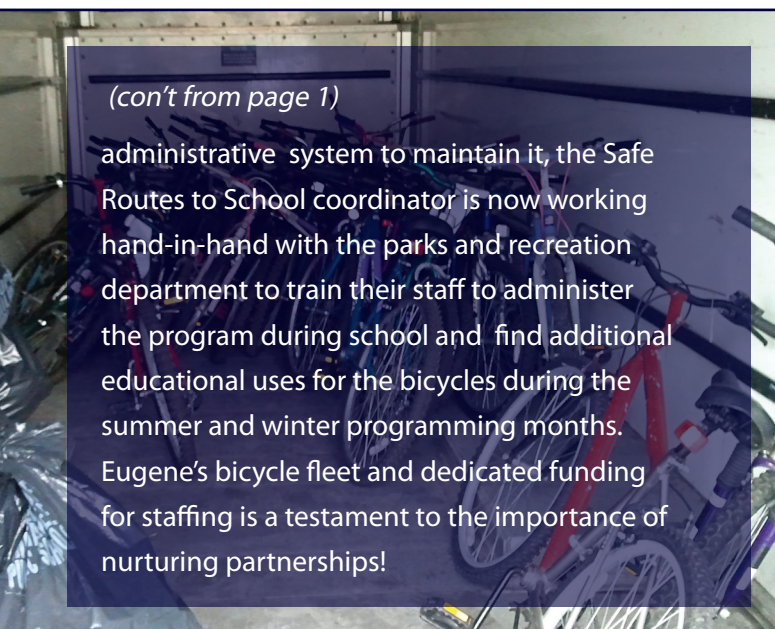 (con't from page 1)
administrative system to maintain it, the Safe
Routes to School coordinator is now working
hand-in-hand with the parks and recreation
department to train their staff to administer
the program during school and find additional
educational uses for the bicycles during the
summer and winter programming months.
Eugene's bicycle fleet and dedicated funding
for staffing is a testament to the importance of
nurturing partnerships!